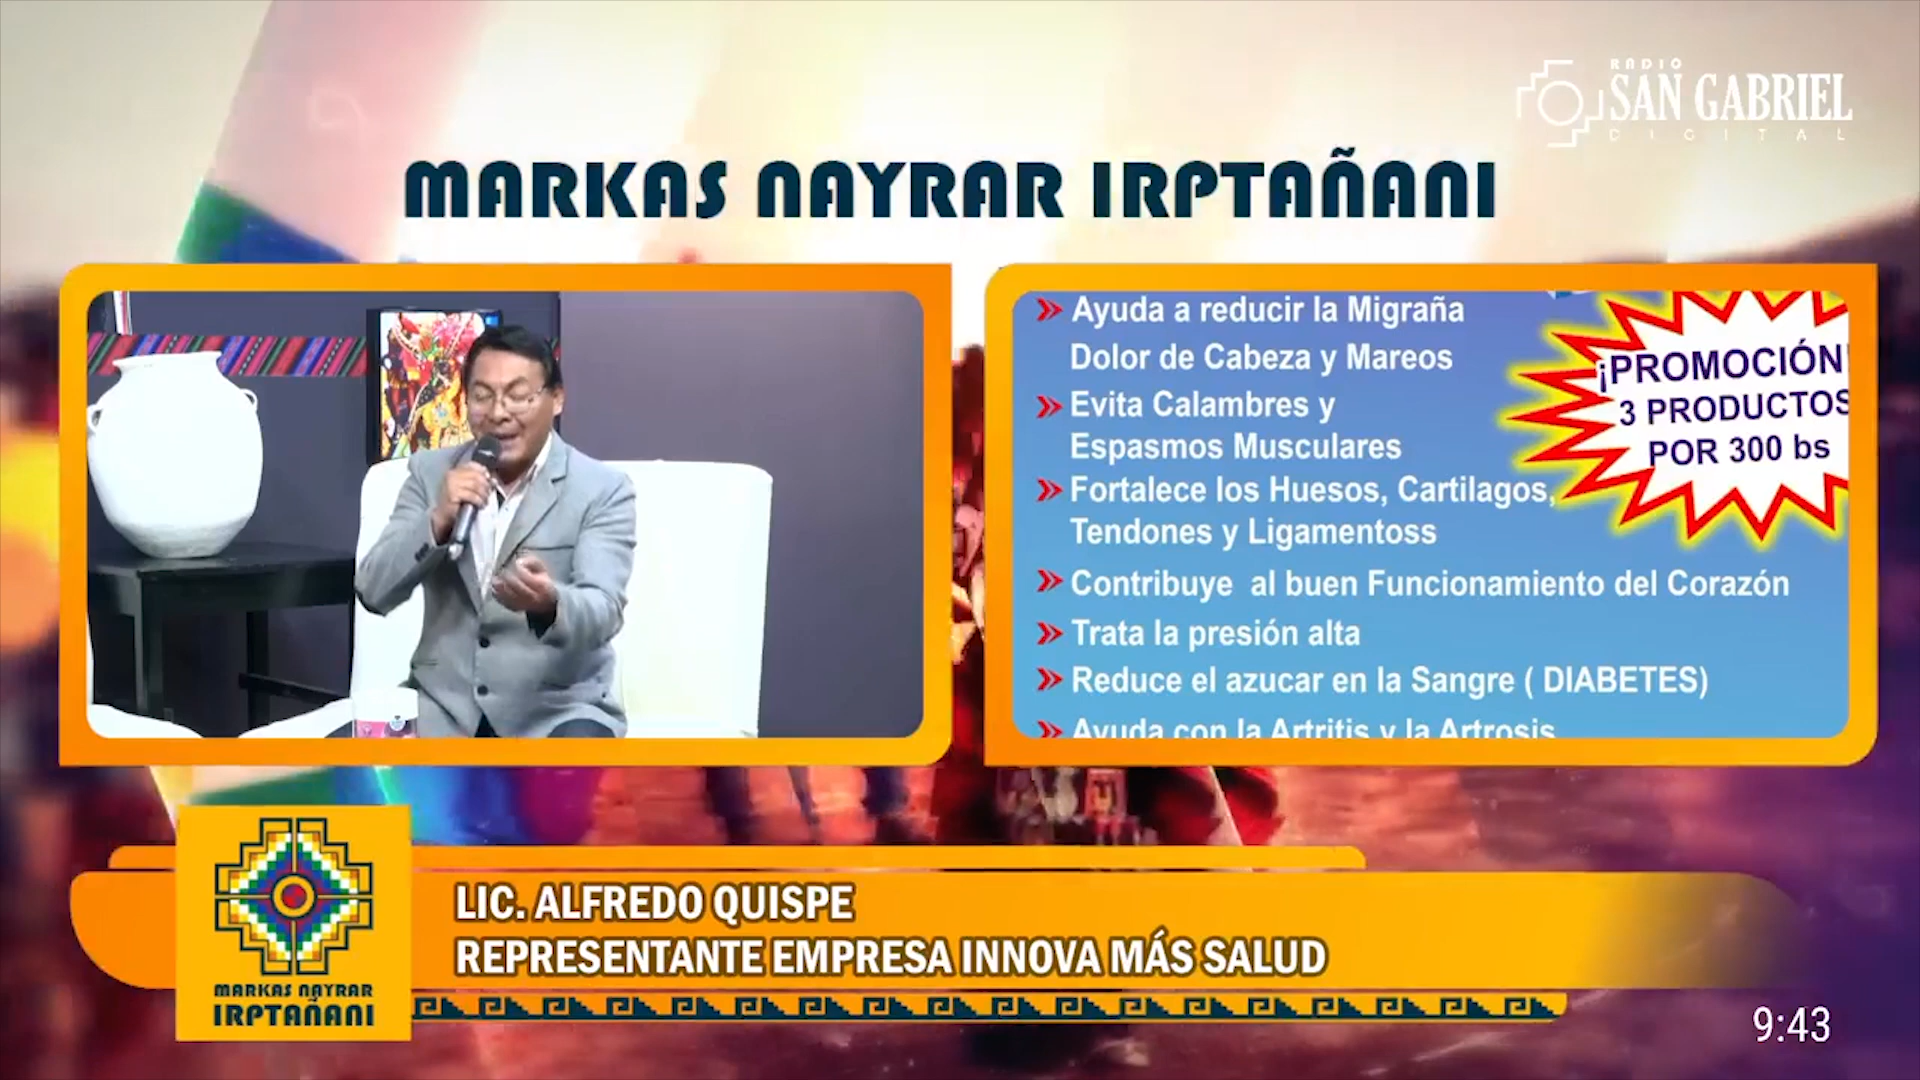 RADIO
SAN GABRIEL
DIGITAL
MARKAS NAYRAR IRPTAÑANI
Ayuda a reducir la Migraña
Dolor de Cabeza y Mareos
Evita Calambres y
Espasmos Musculares
Fortalece los Huesos, Cartilagos,
Tendones y Ligamentoss
Contribuye al buen Funcionamiento del Corazón
Trata la presión alta
Reduce el azucar en la Sangre ( DIABETES)
Ayuda con la Artritis y la Artrosis
¡PROMOCIÓN!
3 PRODUCTOS
POR 300 bs
LIC. ALFREDO QUISPE
REPRESENTANTE EMPRESA INNOVA MÁS SALUD
MARKAS NAYRAR
IRPTAÑANI
9:43